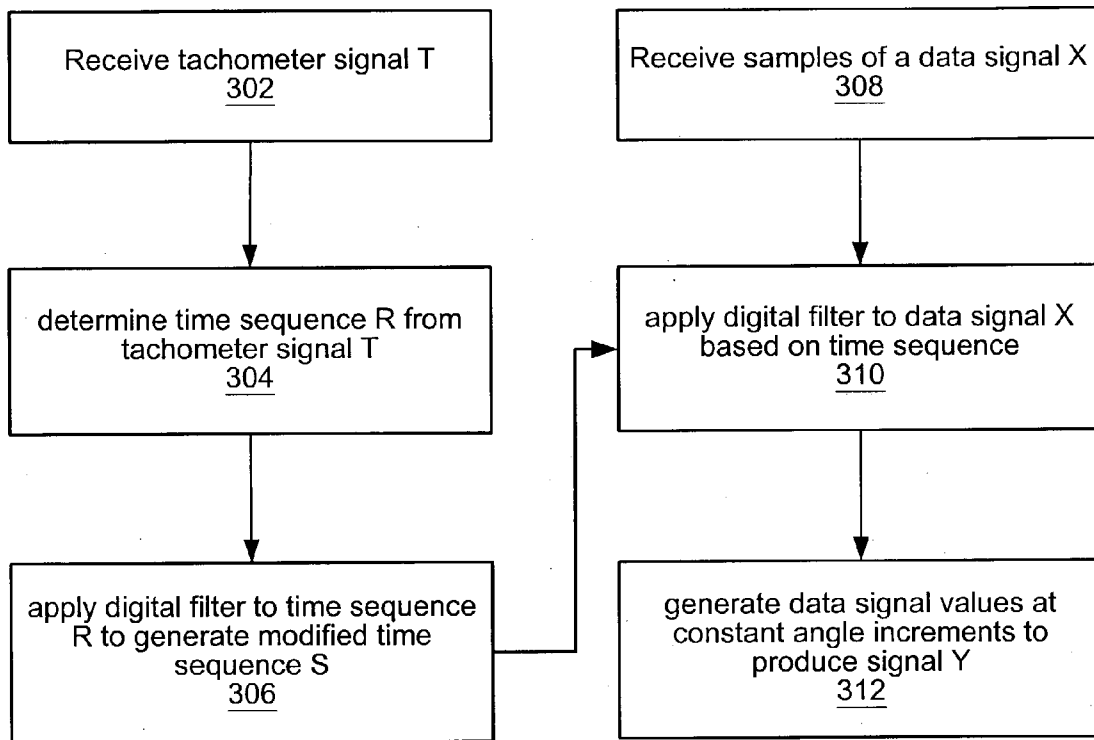 Receive tachometer signal T
302
determine time sequence R from
tachometer signal T
304
apply digital filter to time sequence
R to generate modified time
sequence S
306
Receive samples of a data signal X
308
apply digital filter to data signal X
based on time sequence
310
generate data signal values at
constant angle increments to
produce signal Y
312